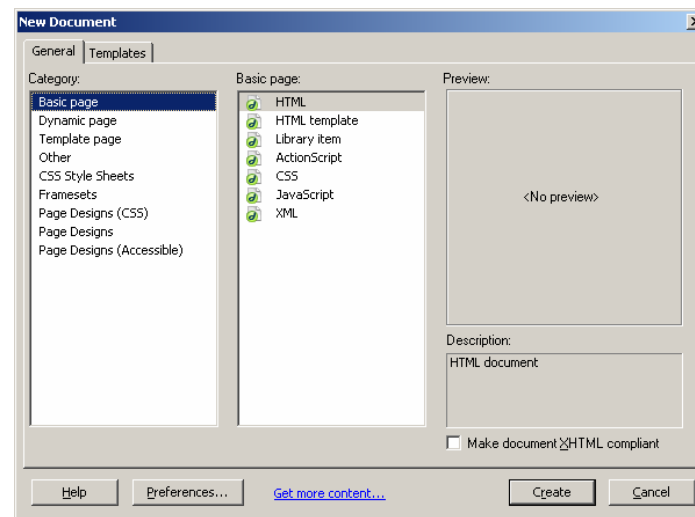 New Document
General
Templates
Category:
Basic page
Dynamic page
Template page
Other
CSS Style Sheets
Framesets
Page Designs (CSS)
Page Designs
Page Designs (Accessible)
Basic page:
HTML
HTML template
Library item
ActionScript
CSS
JavaScript
XML
Preview:
<No preview>
Description:
HTML document
Make document XHTML compliant
Help
Preferences...
Get more content...
Create
Cancel